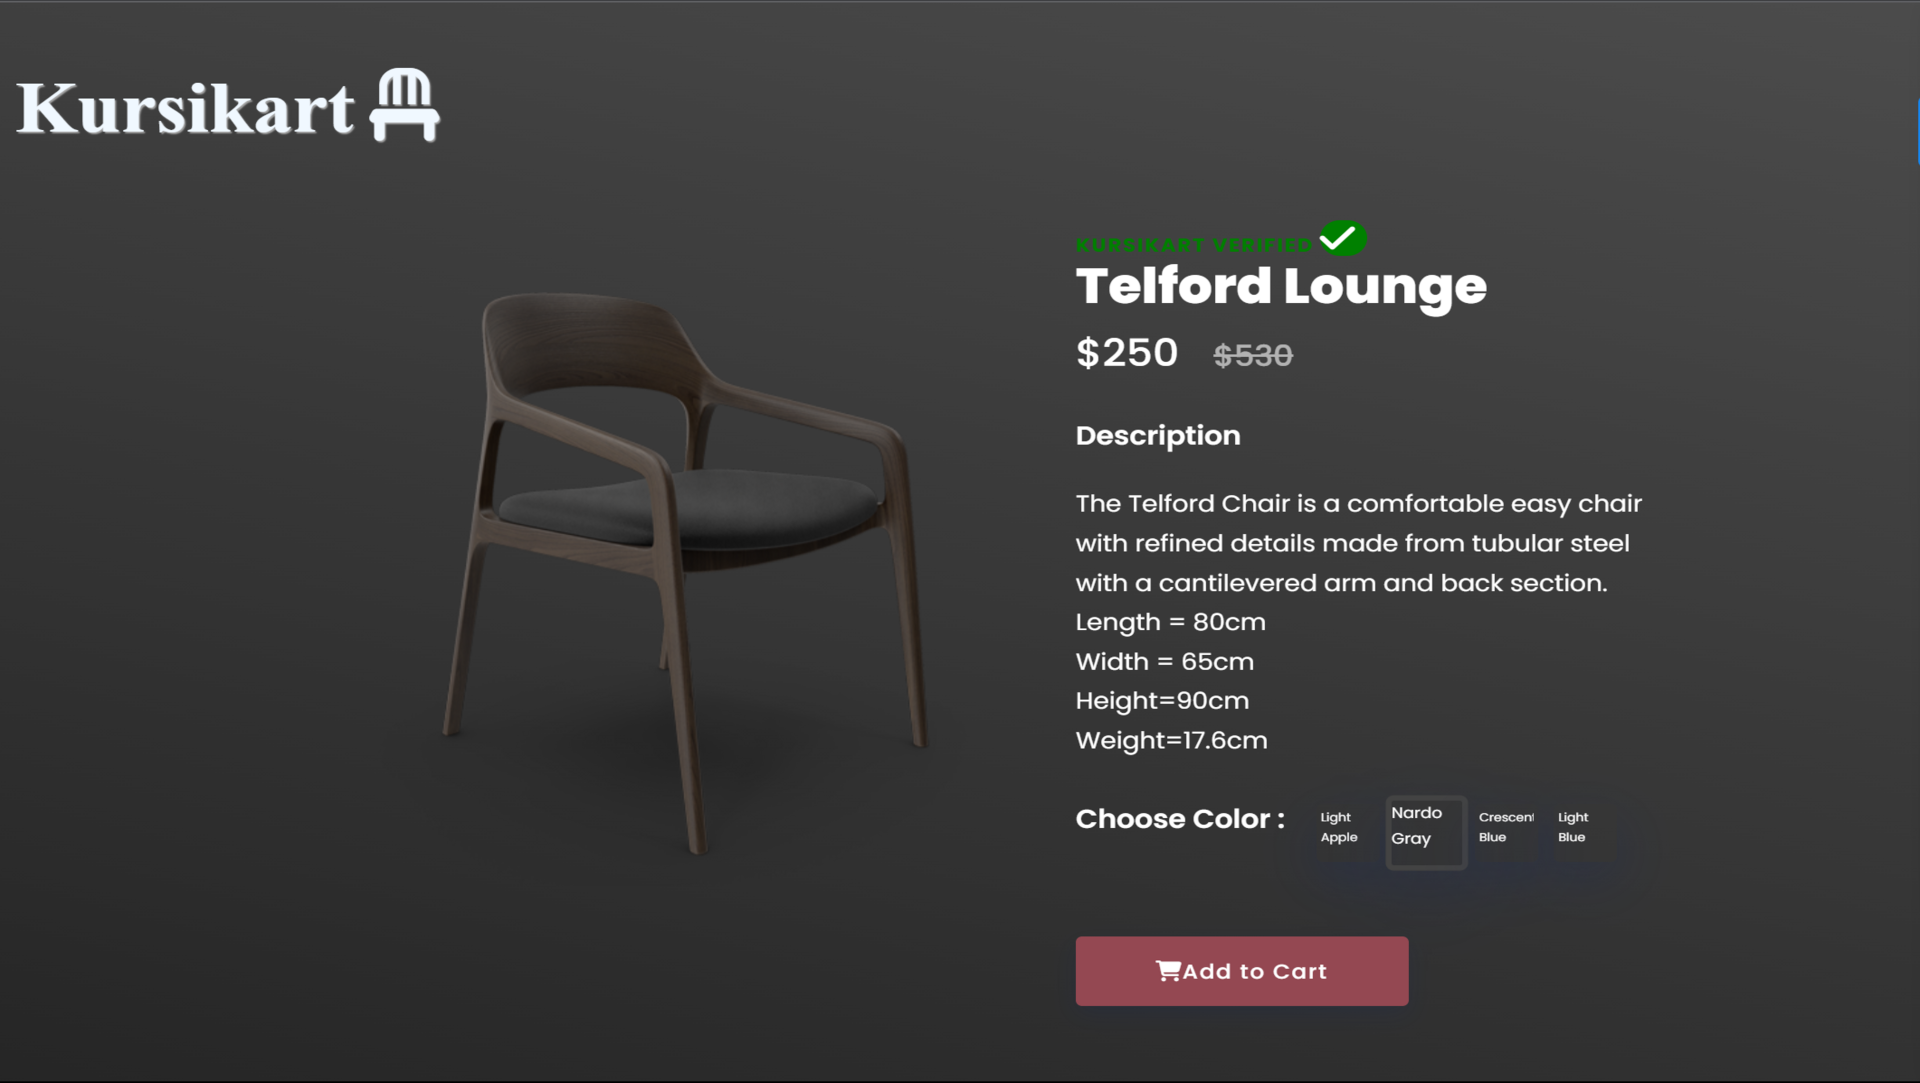 Kursikart
KURSIKART VERIFIED
Telford Lounge
$250 $530
Description
The Telford Chair is a comfortable easy chair
with refined details made from tubular steel
with a cantilevered arm and back section.
Length = 80cm
Width = 65cm
Height=90cm
Weight=17.6cm
Choose Color :
Light
Apple
Nardo
Gray
Crescent
Blue
Light
Blue
Add to Cart